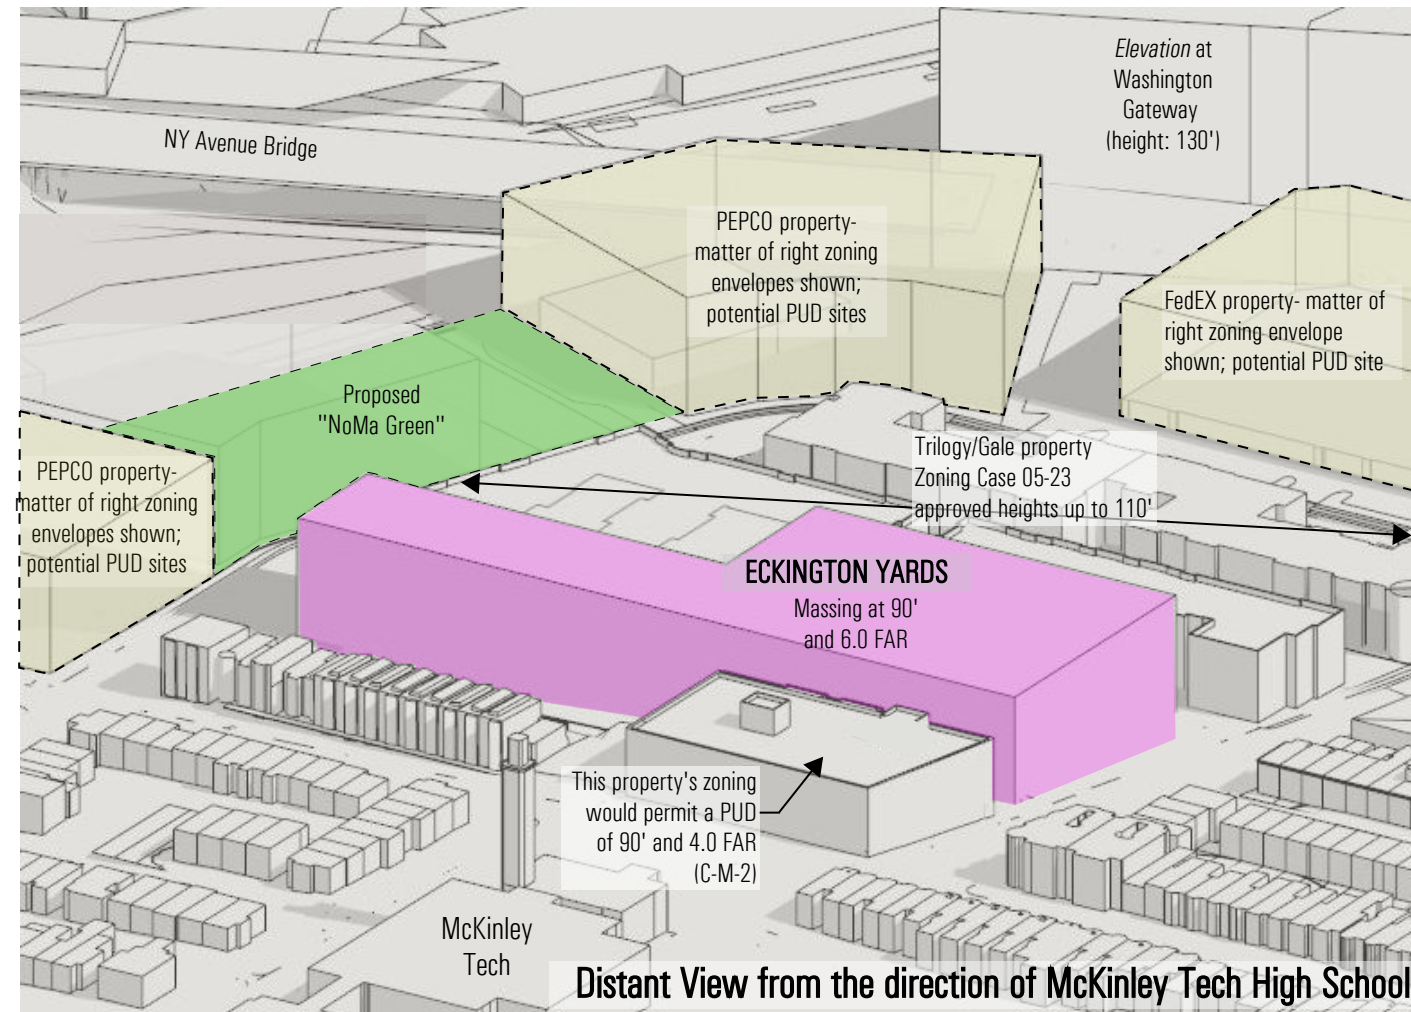 Elevation at
Washington
Gateway
(height: 130')
NY Avenue Bridge
PEPCO property-
matter of right zoning
envelopes shown;
potential PUD sites
FedEX property- matter of
right zoning envelope
shown; potential PUD site
Proposed
"NoMa Green"
PEPCO property-
matter of right zoning
envelopes shown;
potential PUD sites
Trilogy/Gale property
Zoning Case 05-23
approved heights up to 110'
ECKINGTON YARDS
Massing at 90'
and 6.0 FAR
This property's zoning
would permit a PUD
of 90' and 4.0 FAR
(C-M-2)
McKinley
Tech
Distant View from the direction of McKinley Tech High School